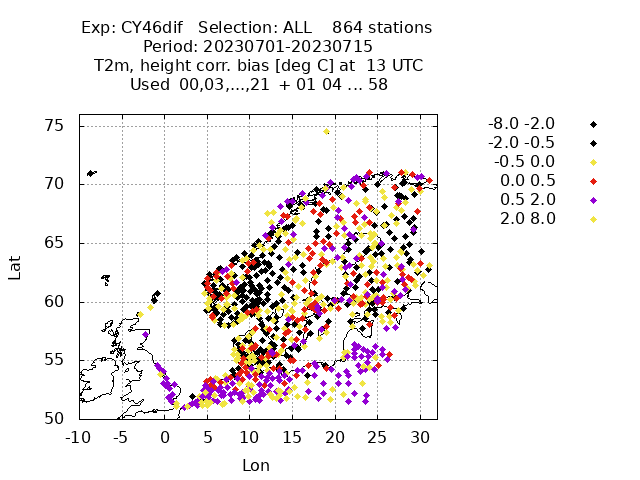 Exp: CY46dif   Selection: ALL    864 stations
Period: 20230701-20230715
T2m, height corr. bias [deg C] at  13 UTC
Used  00,03,...,21  + 01 04 ... 58
75
70
65
60
55
50
Lat
-10 -5 0 5 10 15 20 25 30
Lon
-8.0 -2.0
-2.0 -0.5
-0.5 0.0
0.0 0.5
0.5 2.0
2.0 8.0